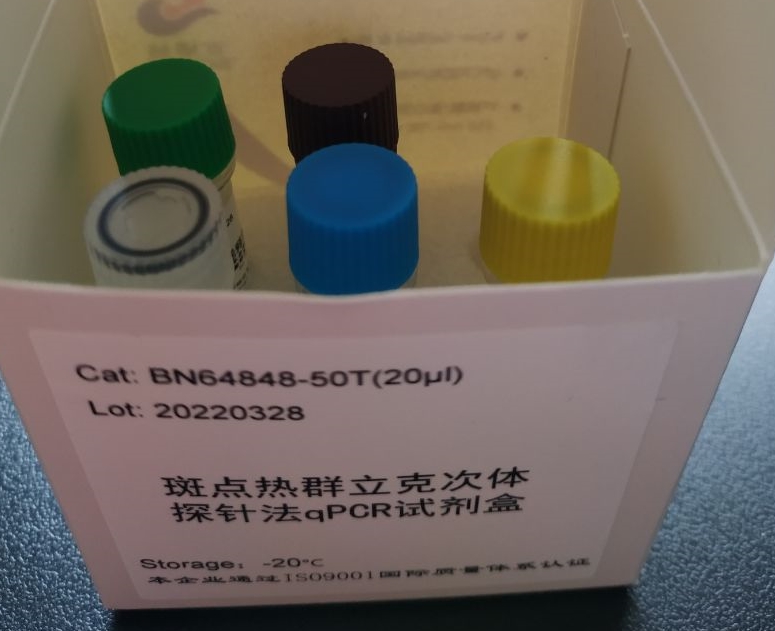 Cat: BN64848-50T(20μl)
Lot: 20220328
斑点热群立克次体
探针法qPCR试剂盒
Storage： -20℃
本企业通过ISO9001国际质量体系认证